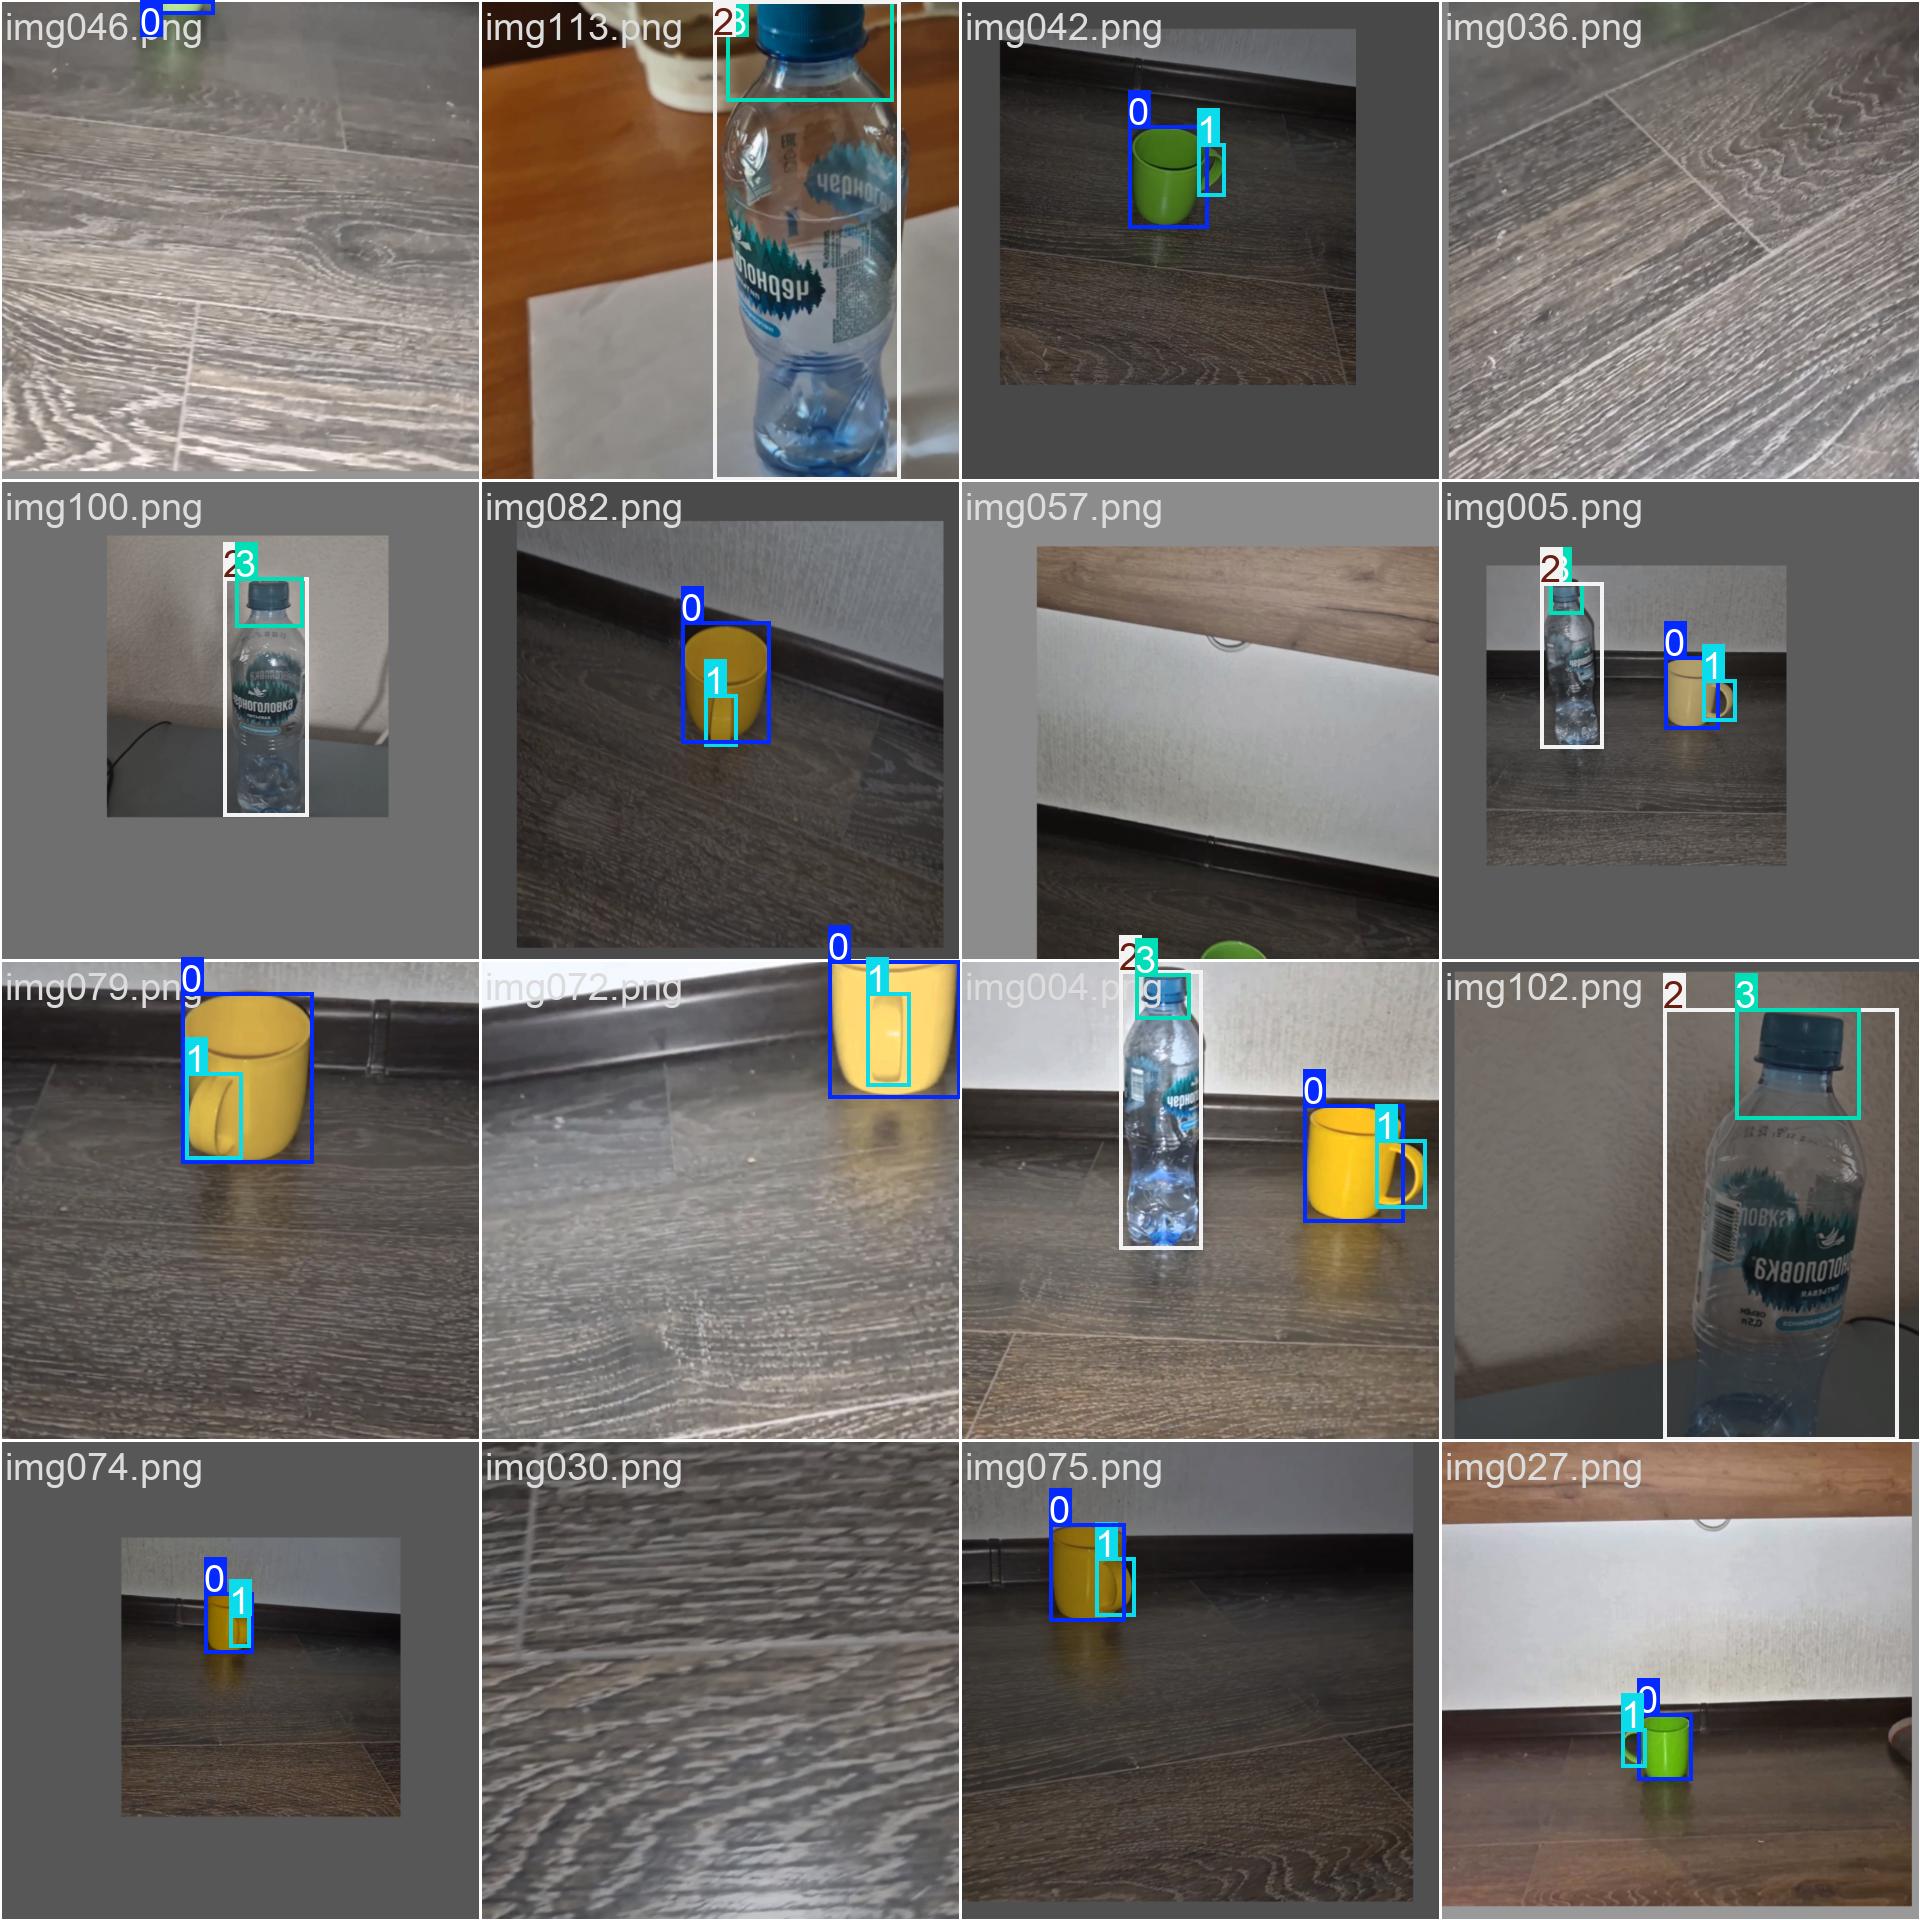 img046.png 0
img113.png 2 3
img042.png 0 1
img036.png
img100.png 2 3
ЧЕРНОГОЛОВКА
img082.png 0 1
img057.png
img005.png 2 3 0 1
img079.png 0 1
img072.png 0 1
img004.png 2 3 0 1
img102.png 2 3
img074.png 0 1
img030.png
img075.png 0 1
img027.png 0 1